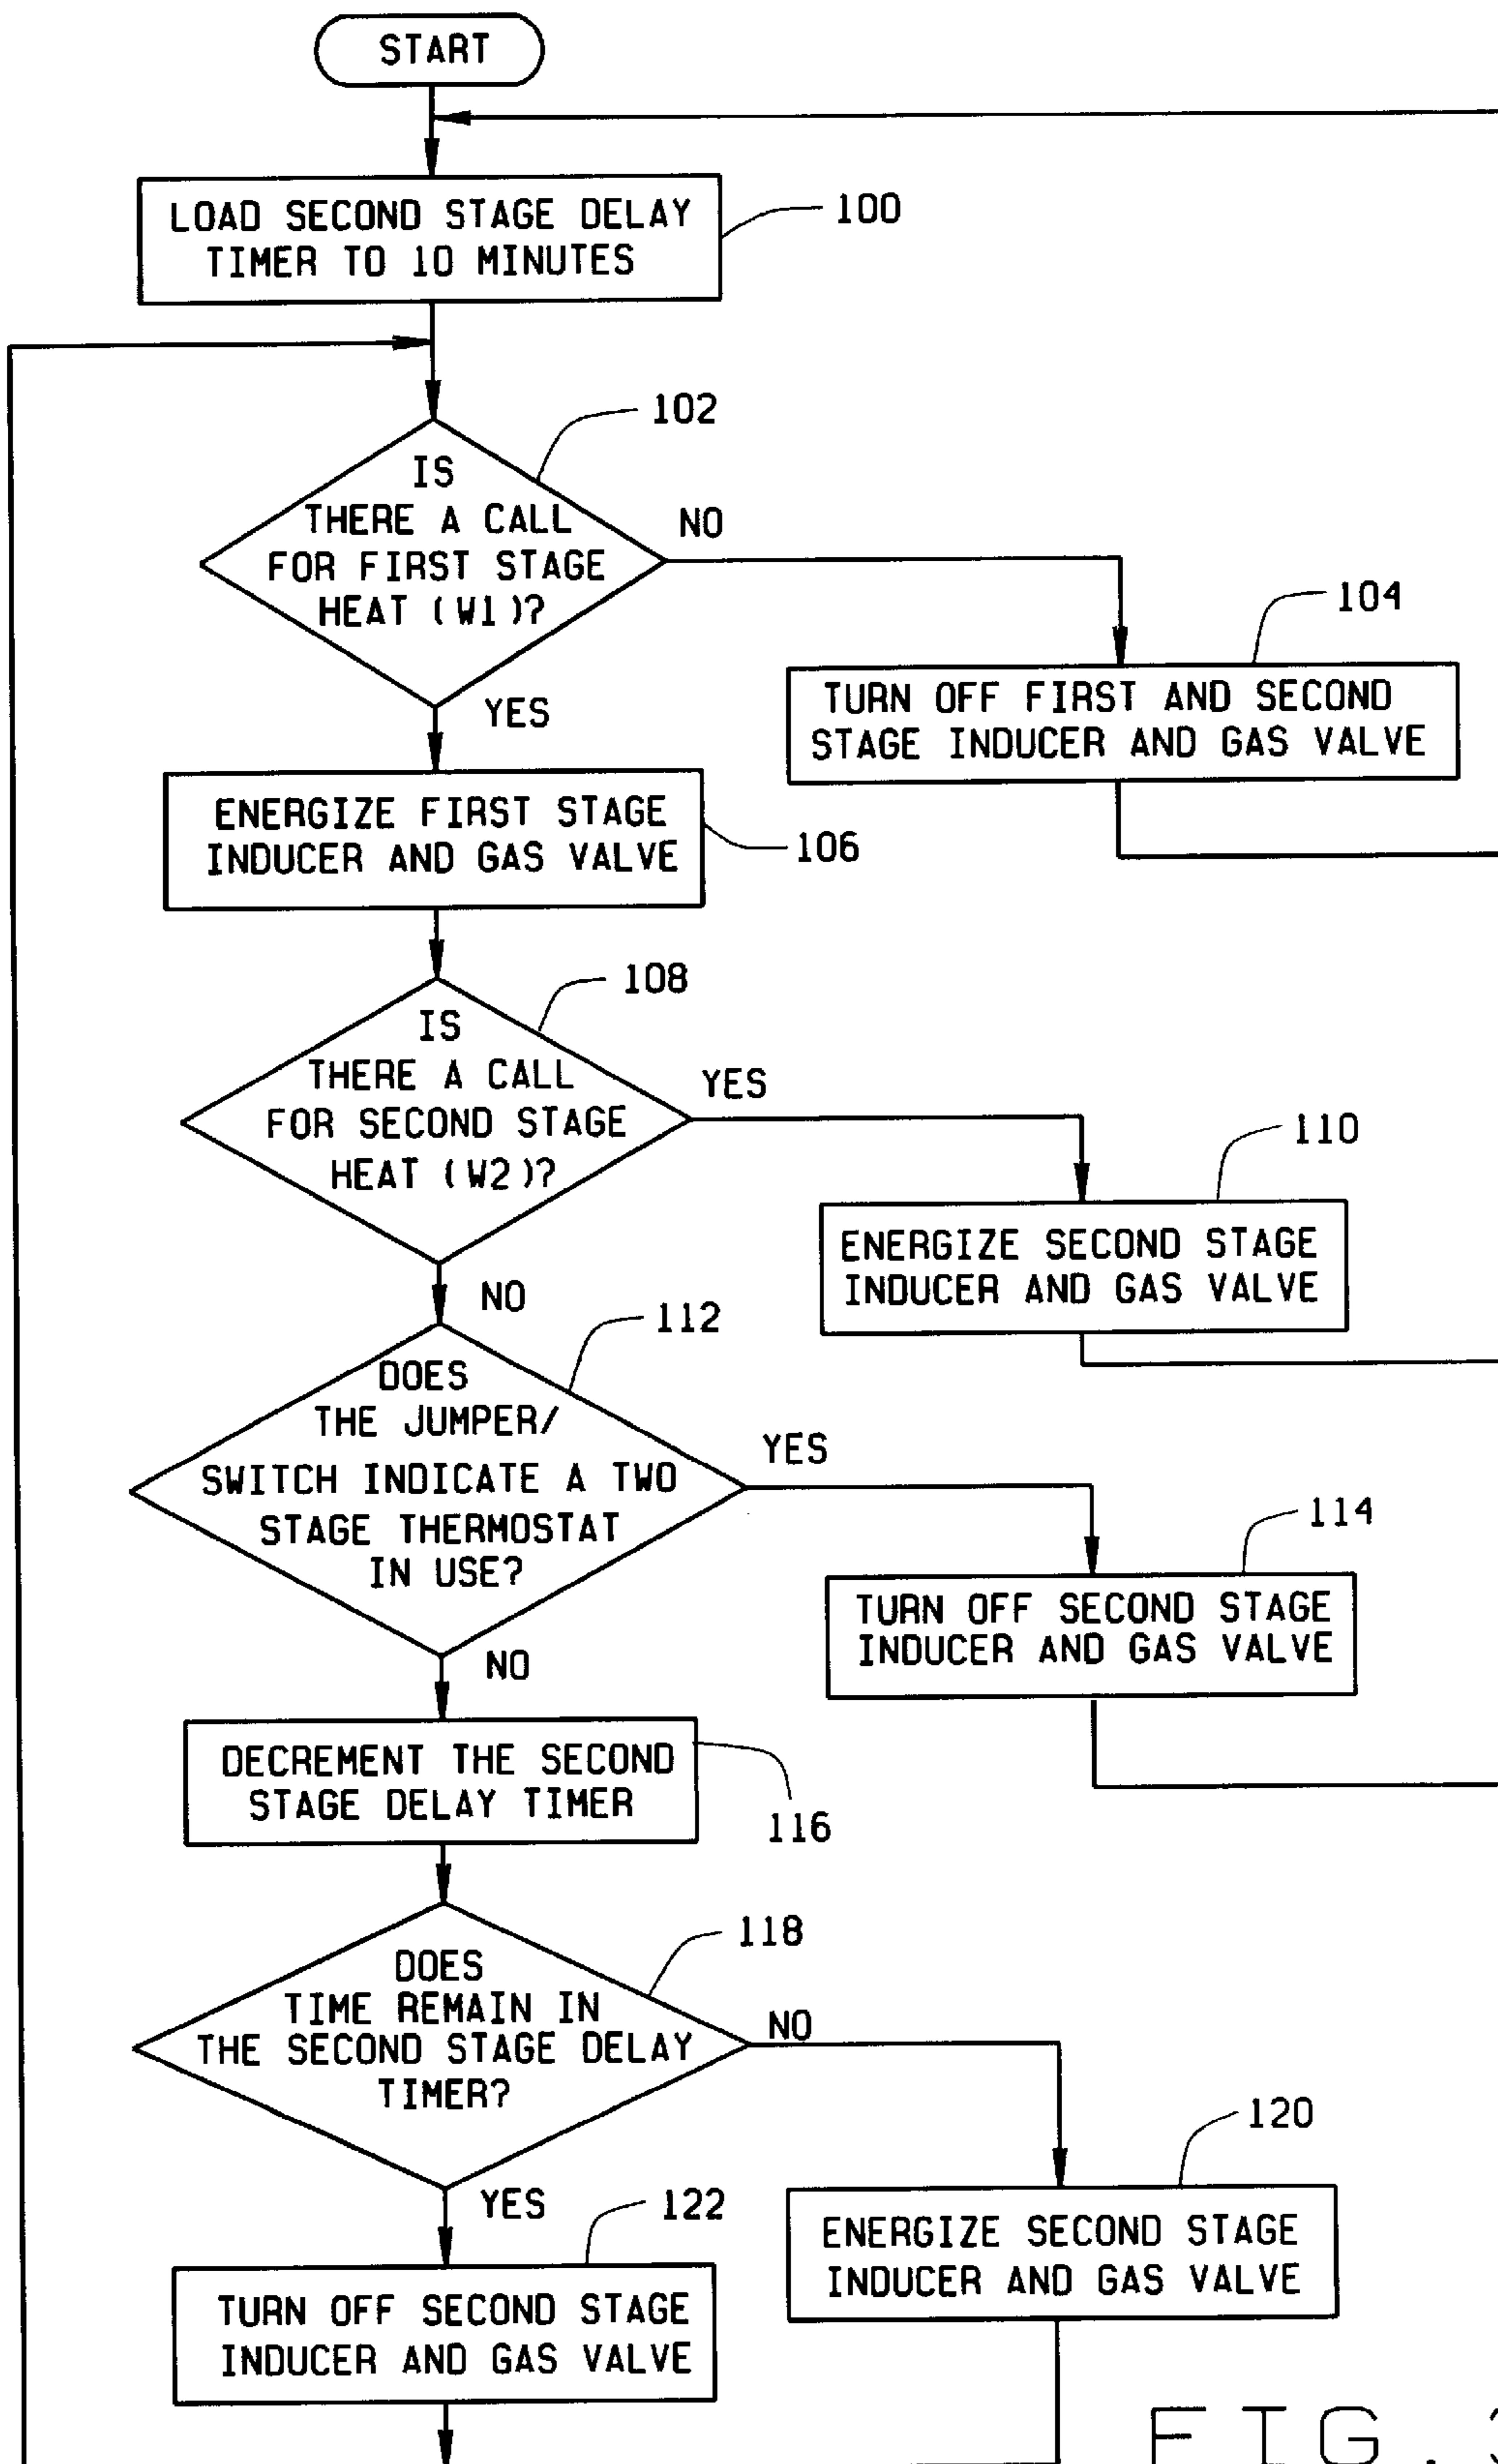 START
LOAD SECOND STAGE DELAY
TIMER TO 10 MINUTES
100
IS
THERE A CALL
FOR FIRST STAGE
HEAT (W1)?
102
NO
YES
TURN OFF FIRST AND SECOND
STAGE INDUCER AND GAS VALVE
104
ENERGIZE FIRST STAGE
INDUCER AND GAS VALVE
106
IS
THERE A CALL
FOR SECOND STAGE
HEAT (W2)?
108
YES
NO
ENERGIZE SECOND STAGE
INDUCER AND GAS VALVE
110
DOES
THE JUMPER/
SWITCH INDICATE A TWO
STAGE THERMOSTAT
IN USE?
112
YES
NO
TURN OFF SECOND STAGE
INDUCER AND GAS VALVE
114
DECREMENT THE SECOND
STAGE DELAY TIMER
116
DOES
TIME REMAIN IN
THE SECOND STAGE DELAY
TIMER?
118
NO
YES
ENERGIZE SECOND STAGE
INDUCER AND GAS VALVE
120
TURN OFF SECOND STAGE
INDUCER AND GAS VALVE
122
FIG.